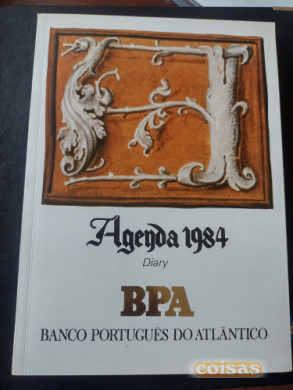 Agenda 1984
Diary
BPA
BANCO PORTUGUÊS DO ATLÂNTICO
coisas